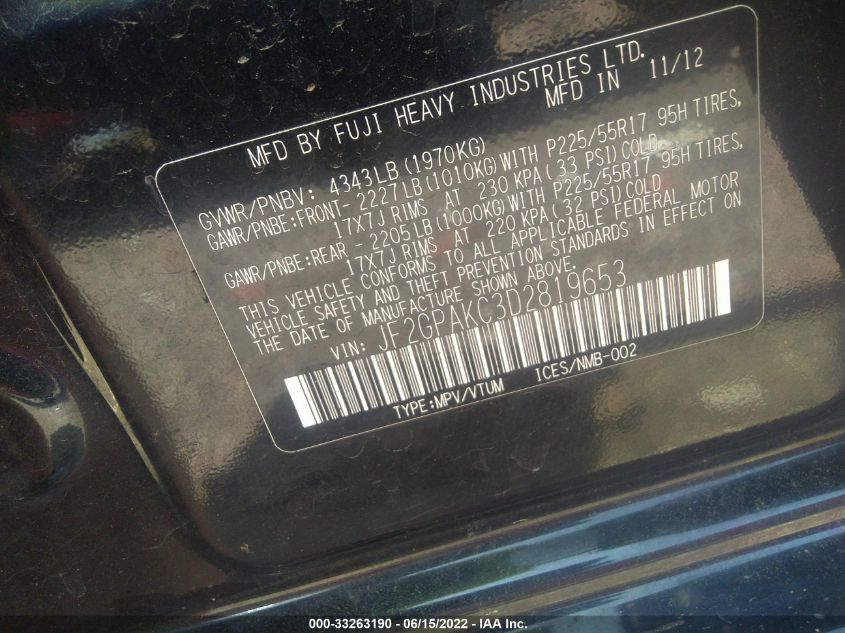 MFD BY FUJI HEAVY INDUSTRIES LTD.
MFD IN 11/12
GVWR/PNBV: 4343LB(1970KG)
GAWR/PNBE:FRONT-2227LB(1010KG)WITH P225/55R17 95H TIRES,
17X7J RIMS AT 230 KPA(33 PSI)COLD
GAWR/PNBE:REAR -2205LB(1000KG)WITH P225/55R17 95H TIRES,
17X7J RIMS AT 220 KPA(32 PSI)COLD
THIS VEHICLE CONFORMS TO ALL APPLICABLE FEDERAL MOTOR
VEHICLE SAFETY AND THEFT PREVENTION STANDARDS IN EFFECT ON
THE DATE OF MANUFACTURE SHOWN ABOVE.
VIN: JF2GPAKC3D2819653
TYPE:MPV/VTUM ICES/NMB-002
000-33263190 - 06/15/2022 - IAA Inc.